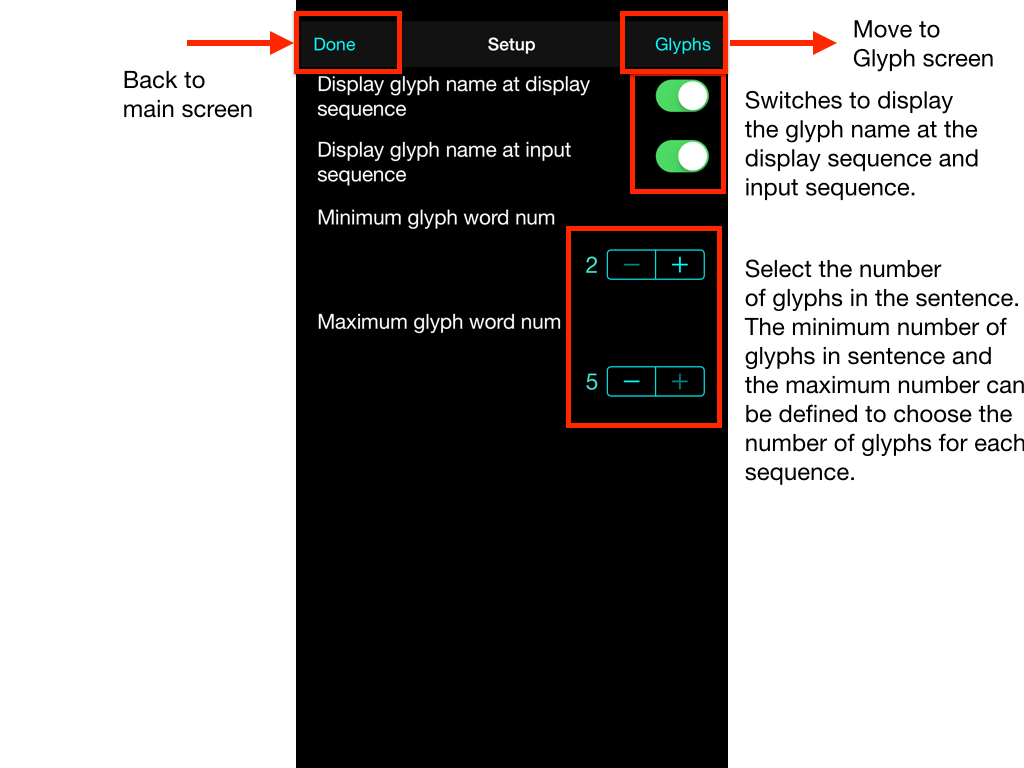 Done
Setup
Glyphs
Back to
main screen
Move to
Glyph screen
Display glyph name at display
sequence
Display glyph name at input
sequence
Switches to display
the glyph name at the
display sequence and
input sequence.
Minimum glyph word num
2 − +
Maximum glyph word num
5 − +
Select the number
of glyphs in the sentence.
The minimum number of
glyphs in sentence and
the maximum number can
be defined to choose the
number of glyphs for each
sequence.